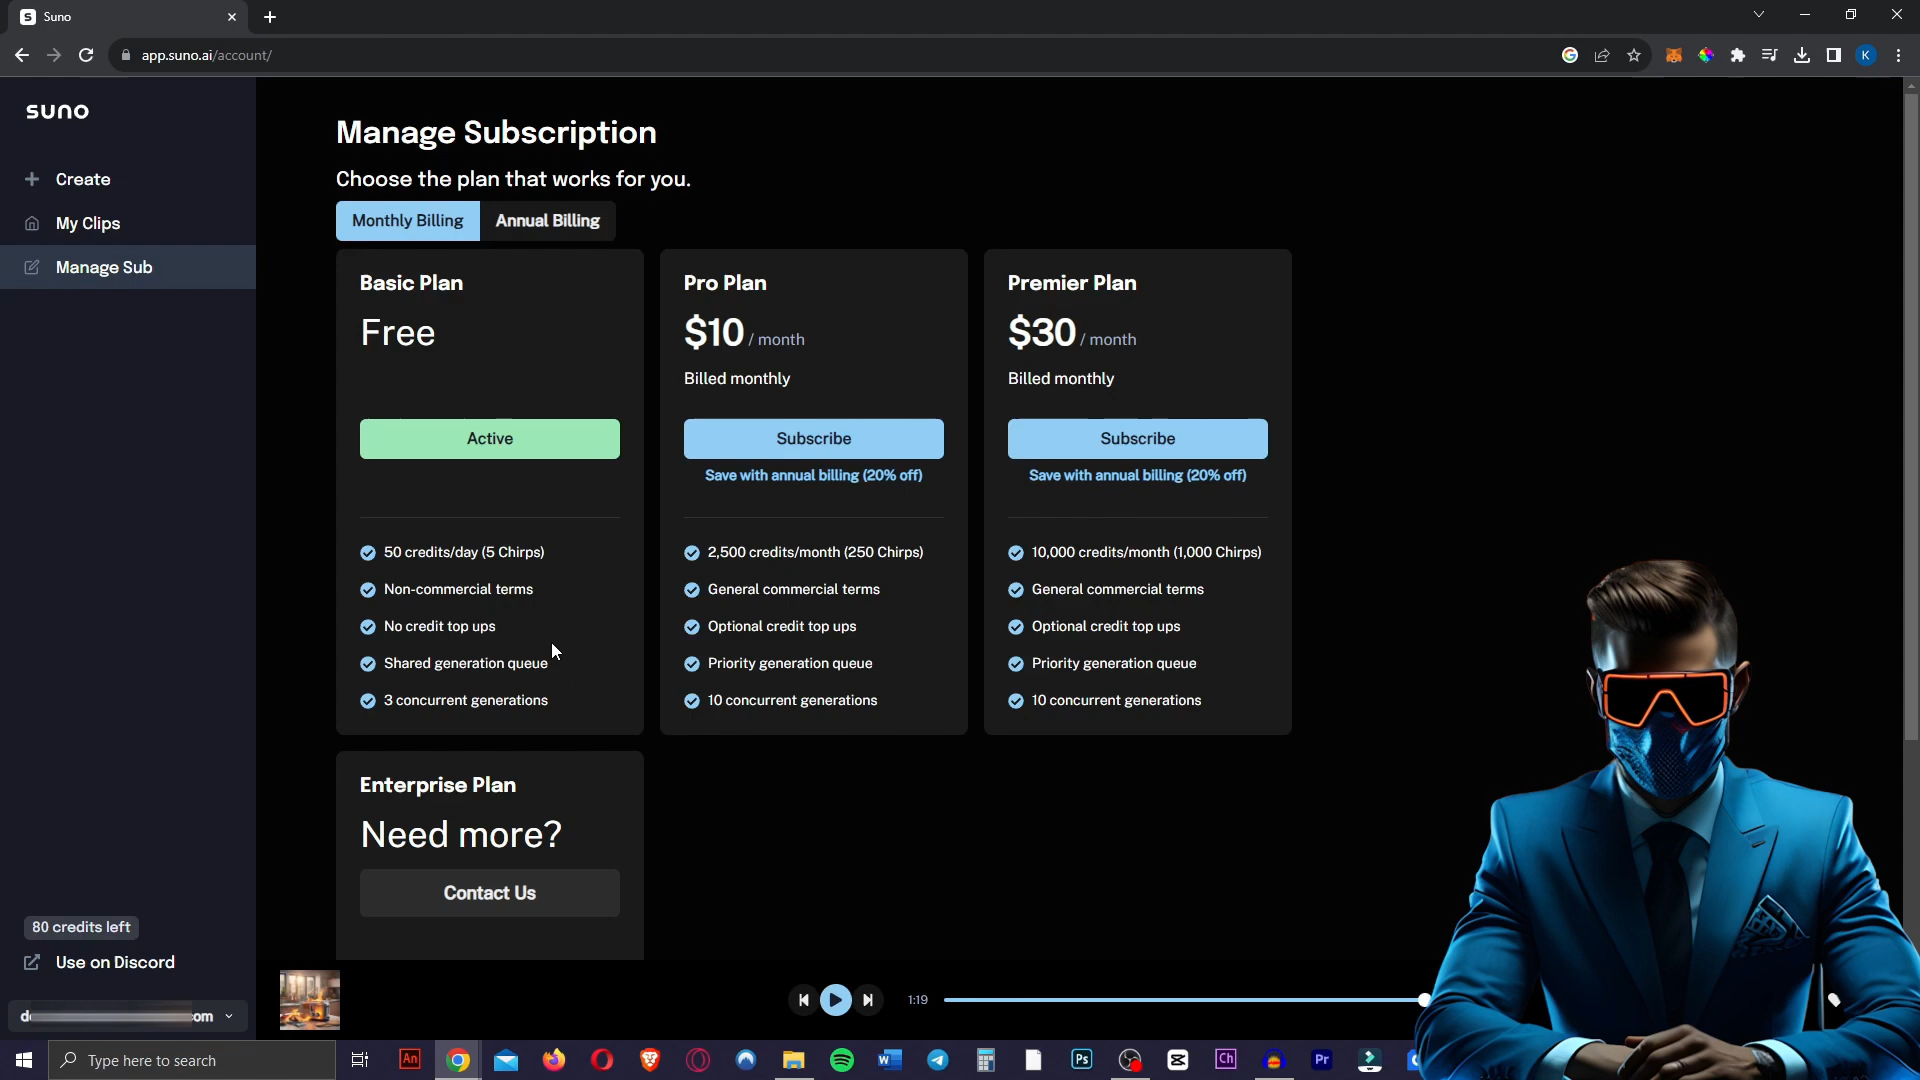 Suno
app.suno.ai/account/
K
suno
Create
My Clips
Manage Sub
Manage Subscription
Choose the plan that works for you.
Monthly Billing
Annual Billing
Basic Plan
Free
Active
50 credits/day (5 Chirps)
Non-commercial terms
No credit top ups
Shared generation queue
3 concurrent generations
Pro Plan
$10 / month
Billed monthly
Subscribe
Save with annual billing (20% off)
2,500 credits/month (250 Chirps)
General commercial terms
Optional credit top ups
Priority generation queue
10 concurrent generations
Premier Plan
$30 / month
Billed monthly
Subscribe
Save with annual billing (20% off)
10,000 credits/month (1,000 Chirps)
General commercial terms
Optional credit top ups
Priority generation queue
10 concurrent generations
Enterprise Plan
Need more?
Contact Us
80 credits left
Use on Discord
om
1:19
Type here to search
An
Ps
Ch
Pr